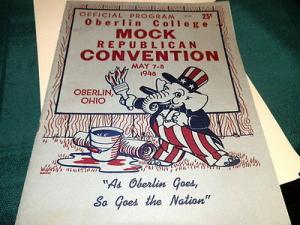 OFFICIAL PROGRAM 25¢
Oberlin College
MOCK
REPUBLICAN
CONVENTION
MAY 7-8
1948
OBERLIN,
OHIO
"As Oberlin Goes,
So Goes the Nation"